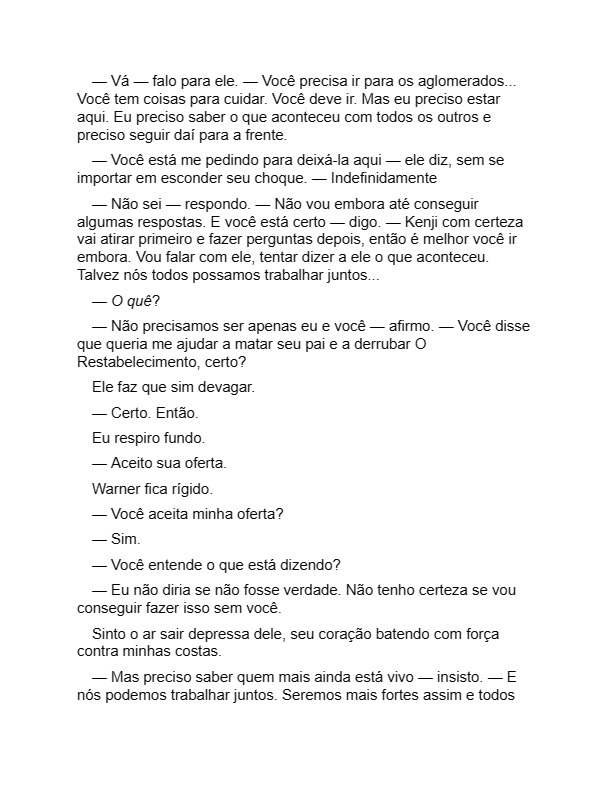 — Vá — falo para ele. — Você precisa ir para os aglomerados...
Você tem coisas para cuidar. Você deve ir. Mas eu preciso estar
aqui. Eu preciso saber o que aconteceu com todos os outros e
preciso seguir daí para a frente.
— Você está me pedindo para deixá-la aqui — ele diz, sem se
importar em esconder seu choque. — Indefinidamente
— Não sei — respondo. — Não vou embora até conseguir
algumas respostas. E você está certo — digo. — Kenji com certeza
vai atirar primeiro e fazer perguntas depois, então é melhor você ir
embora. Vou falar com ele, tentar dizer a ele o que aconteceu.
Talvez nós todos possamos trabalhar juntos...
— O quê?
— Não precisamos ser apenas eu e você — afirmo. — Você disse
que queria me ajudar a matar seu pai e a derrubar O
Restabelecimento, certo?
Ele faz que sim devagar.
— Certo. Então.
Eu respiro fundo.
— Aceito sua oferta.
Warner fica rígido.
— Você aceita minha oferta?
— Sim.
— Você entende o que está dizendo?
— Eu não diria se não fosse verdade. Não tenho certeza se vou
conseguir fazer isso sem você.
Sinto o ar sair depressa dele, seu coração batendo com força
contra minhas costas.
— Mas preciso saber quem mais ainda está vivo — insisto. — E
nós podemos trabalhar juntos. Seremos mais fortes assim e todos